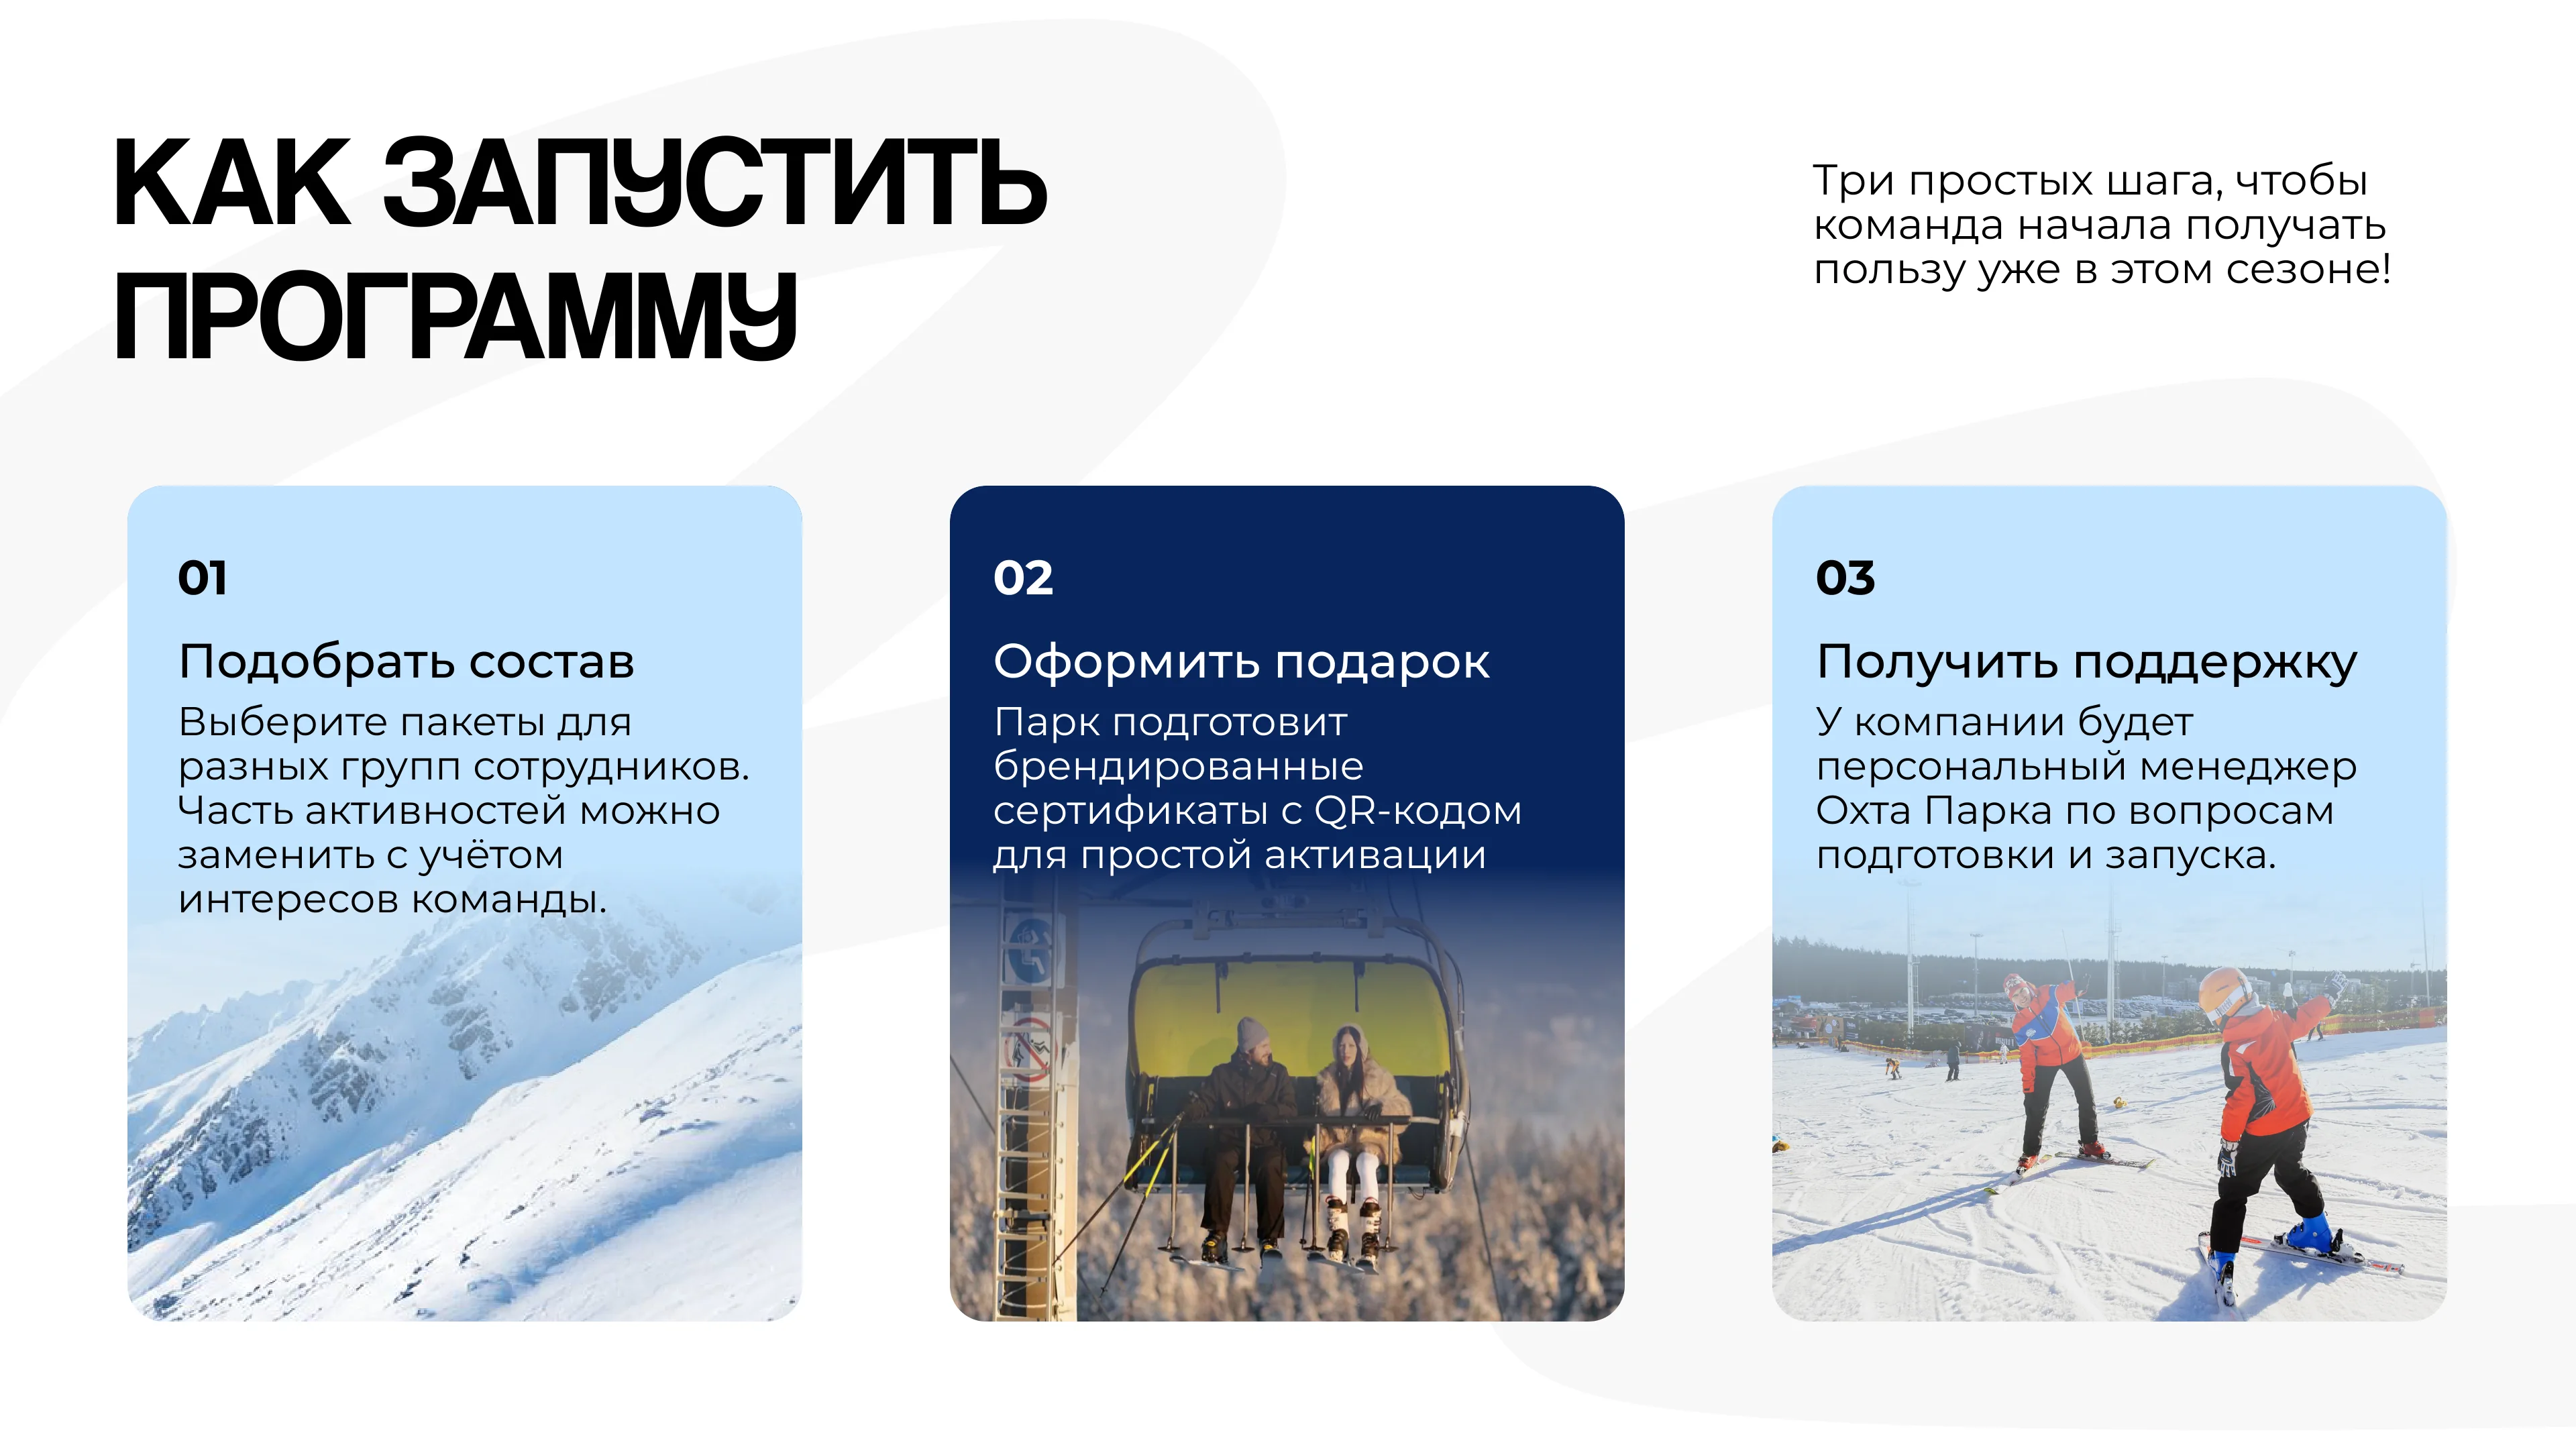 КАК ЗАПУСТИТЬ
ПРОГРАММУ
Три простых шага, чтобы
команда начала получать
пользу уже в этом сезоне!
01
Подобрать состав
Выберите пакеты для
разных групп сотрудников.
Часть активностей можно
заменить с учётом
интересов команды.
02
Оформить подарок
Парк подготовит
брендированные
сертификаты с QR-кодом
для простой активации
03
Получить поддержку
У компании будет
персональный менеджер
Охта Парка по вопросам
подготовки и запуска.